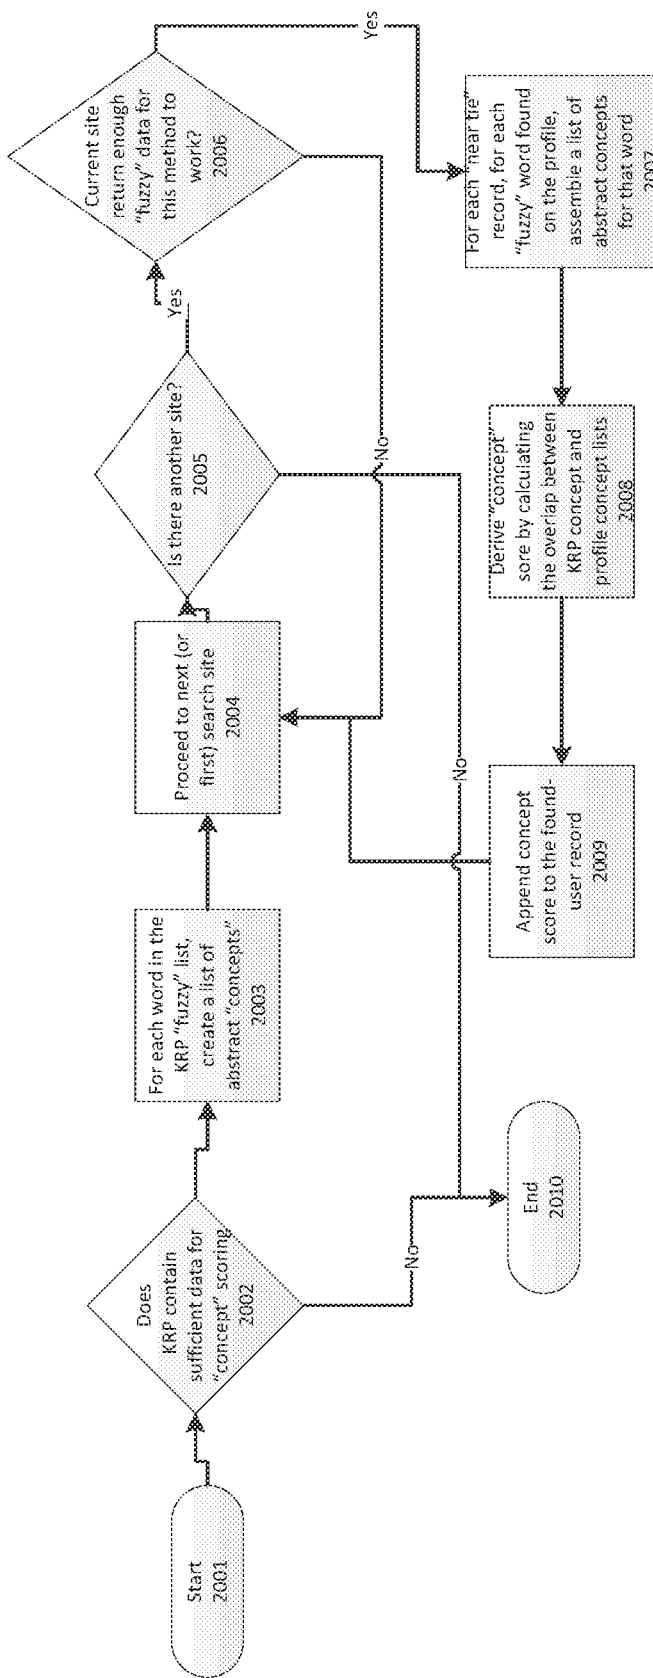 Start
2001
Does
KRP contain
sufficient data for
"concept" scoring
2002
For each word in the
KRP "fuzzy" list,
create a list of
abstract "concepts"
2003
Proceed to next (or
first) search site
2004
Is there another site?
2005
Yes
Current site
return enough
"fuzzy" data for
this method to
work?
2006
Yes
No
No
No
For each "near tie"
record, for each
"fuzzy" word found
on the profile,
assemble a list of
abstract concepts
for that word
2007
Derive "concept"
sore by calculating
the overlap between
KRP concept and
profile concept lists
2008
Append concept
score to the found-
user record
2009
End
2010